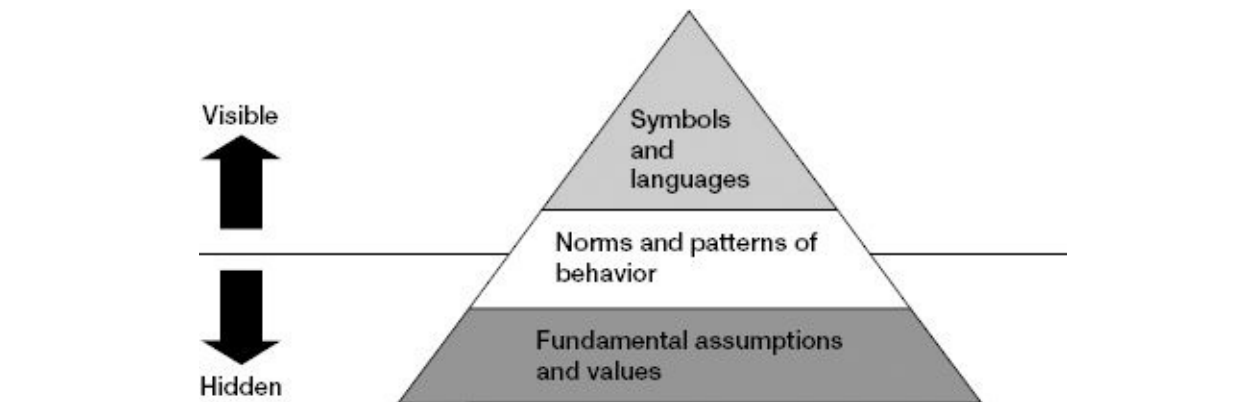 Visible
Symbols
and
languages
Norms and patterns of
behavior
Fundamental assumptions
and values
Hidden